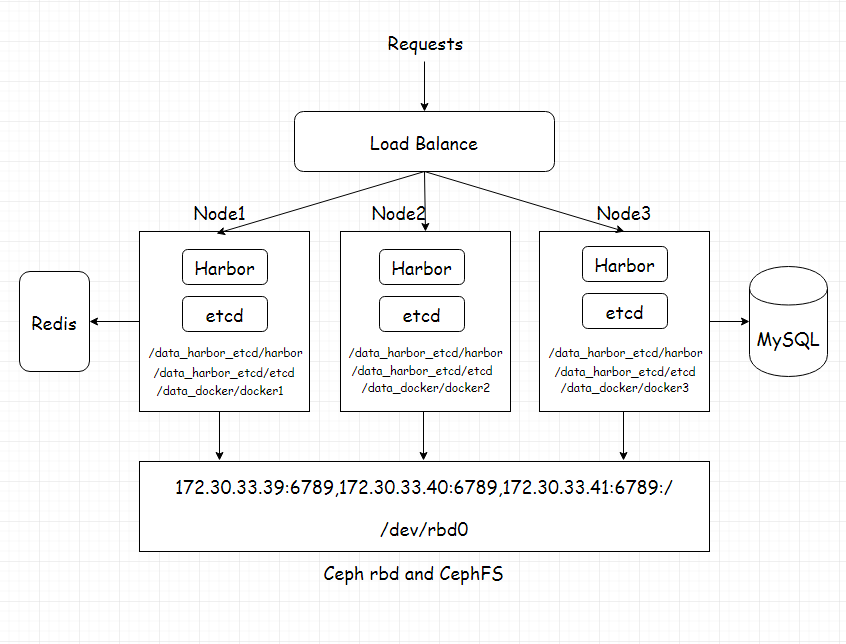 Requests
Load Balance
Node1
Node2
Node3
Harbor
etcd
/data_harbor_etcd/harbor
/data_harbor_etcd/etcd
/data_docker/docker1
Harbor
etcd
/data_harbor_etcd/harbor
/data_harbor_etcd/etcd
/data_docker/docker2
Harbor
etcd
/data_harbor_etcd/harbor
/data_harbor_etcd/etcd
/data_docker/docker3
Redis
MySQL
172.30.33.39:6789,172.30.33.40:6789,172.30.33.41:6789:/
/dev/rbd0
Ceph rbd and CephFS